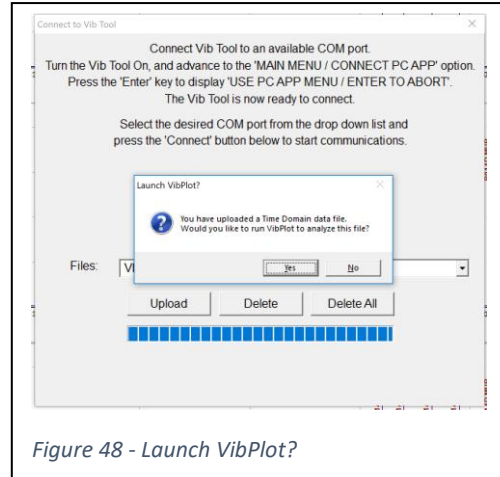 Connect to Vib Tool
Connect Vib Tool to an available COM port.
Turn the Vib Tool On, and advance to the 'MAIN MENU / CONNECT PC APP' option.
Press the 'Enter' key to display 'USE PC APP MENU / ENTER TO ABORT'.
The Vib Tool is now ready to connect.
Select the desired COM port from the drop down list and
press the 'Connect' button below to start communications.
Launch VibPlot?
You have uploaded a Time Domain data file.
Would you like to run VibPlot to analyze this file?
Yes No
Files:
Upload Delete Delete All
Figure 48 - Launch VibPlot?